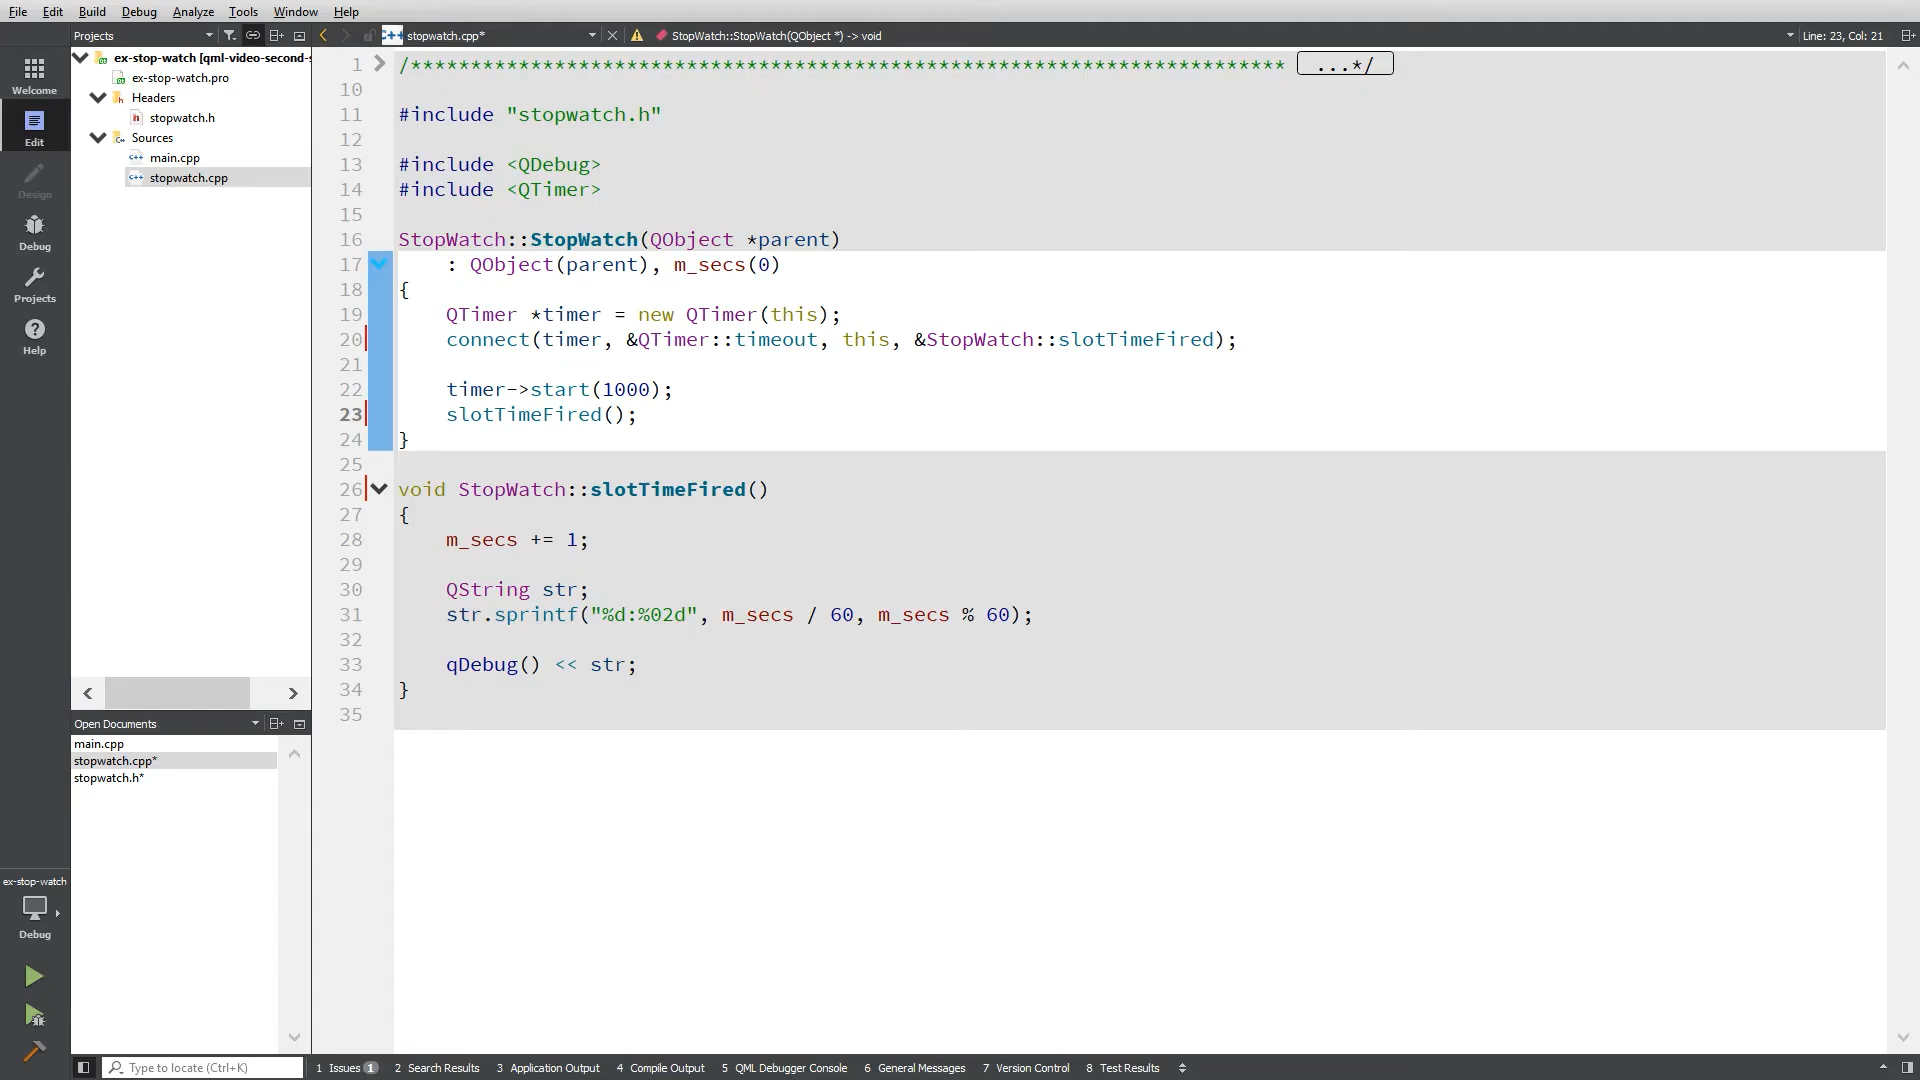 File Edit Build Debug Analyze Tools Window Help
Projects stopwatch.cpp* StopWatch::StopWatch(QObject *) -> void Line: 23, Col: 21
ex-stop-watch [qml-video-second-s
ex-stop-watch.pro
Headers
stopwatch.h
Sources
main.cpp
stopwatch.cpp
Welcome
Edit
Design
Debug
Projects
Help
1 /************************************************************************* ...*/
10
11 #include "stopwatch.h"
12
13 #include <QDebug>
14 #include <QTimer>
15
16 StopWatch::StopWatch(QObject *parent)
17     : QObject(parent), m_secs(0)
18 {
19     QTimer *timer = new QTimer(this);
20     connect(timer, &QTimer::timeout, this, &StopWatch::slotTimeFired);
21
22     timer->start(1000);
23     slotTimeFired();
24 }
25
26 void StopWatch::slotTimeFired()
27 {
28     m_secs += 1;
29
30     QString str;
31     str.sprintf("%d:%02d", m_secs / 60, m_secs % 60);
32
33     qDebug() << str;
34 }
35
Open Documents
main.cpp
stopwatch.cpp*
stopwatch.h*
ex-stop-watch
Debug
Type to locate (Ctrl+K) 1 Issues 1 2 Search Results 3 Application Output 4 Compile Output 5 QML Debugger Console 6 General Messages 7 Version Control 8 Test Results